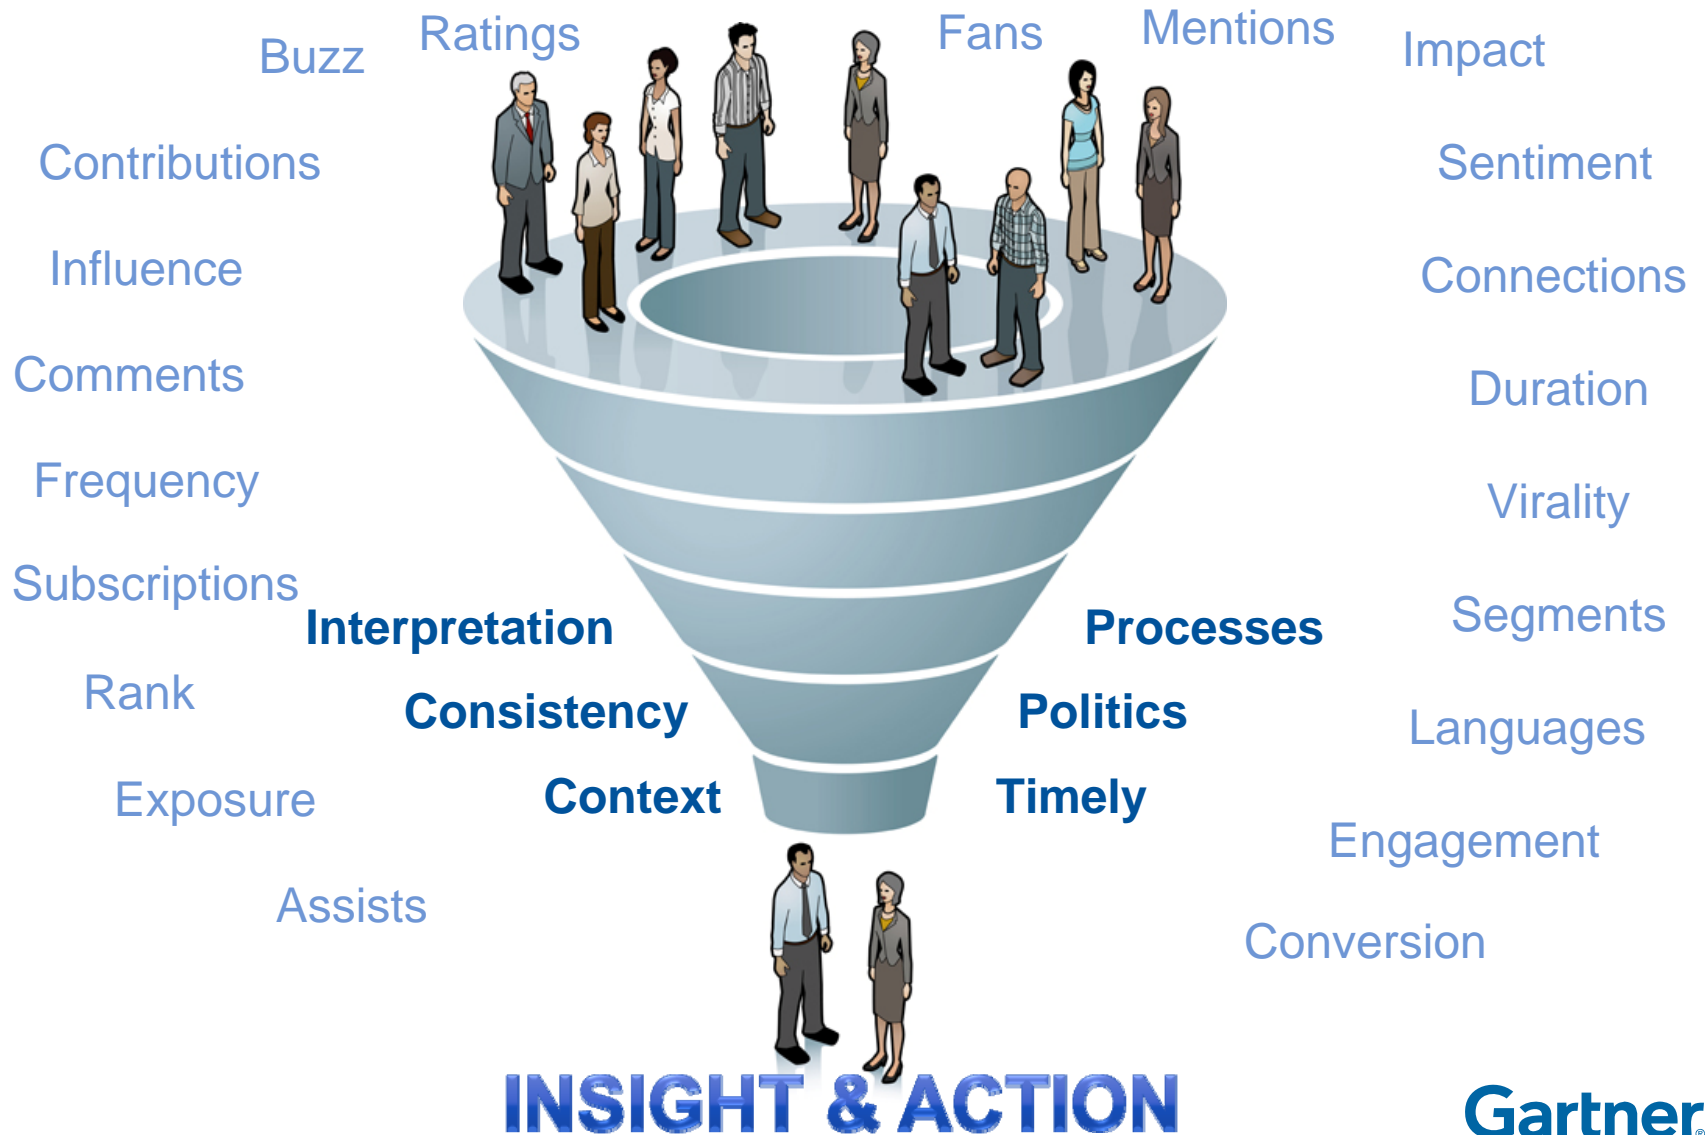 Buzz
Ratings
Fans
Mentions
Impact
Contributions
Sentiment
Influence
Connections
Comments
Duration
Frequency
Virality
Subscriptions
Interpretation
Processes
Segments
Rank
Consistency
Politics
Languages
Exposure
Context
Timely
Engagement
Assists
Conversion
INSIGHT & ACTION
Gartner®